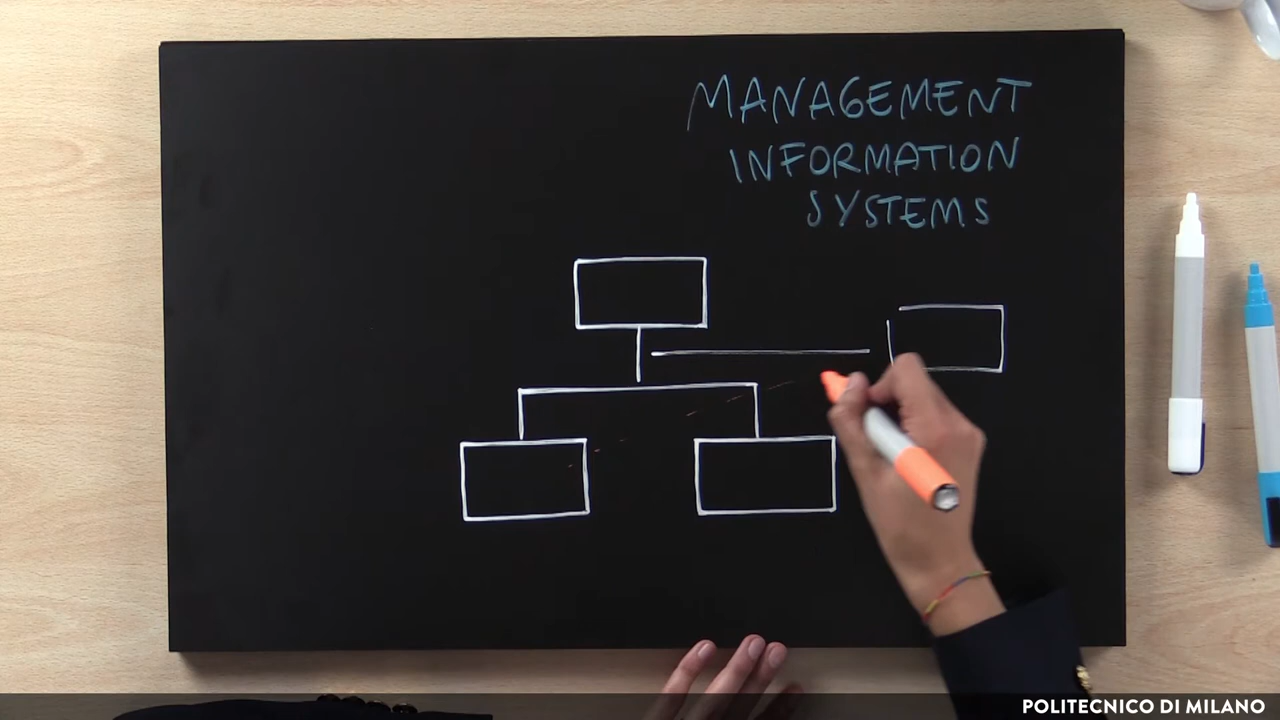 MANAGEMENT
INFORMATION
SYSTEMS
POLITECNICO DI MILANO